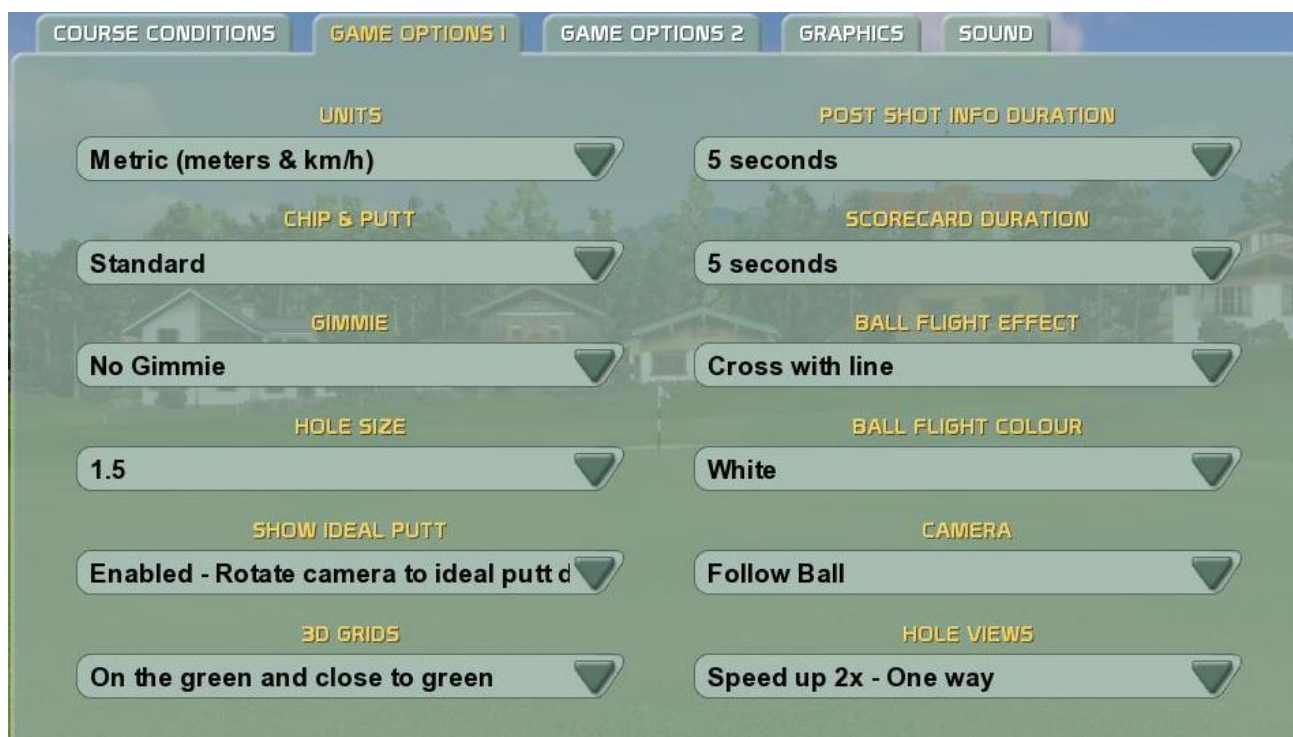 COURSE CONDITIONS
GAME OPTIONS 1
GAME OPTIONS 2
GRAPHICS
SOUND
UNITS
Metric (meters & km/h)
CHIP & PUTT
Standard
GIMMIE
No Gimmie
HOLE SIZE
1.5
SHOW IDEAL PUTT
Enabled - Rotate camera to ideal putt d
3D GRIDS
On the green and close to green
POST SHOT INFO DURATION
5 seconds
SCORECARD DURATION
5 seconds
BALL FLIGHT EFFECT
Cross with line
BALL FLIGHT COLOUR
White
CAMERA
Follow Ball
HOLE VIEWS
Speed up 2x - One way